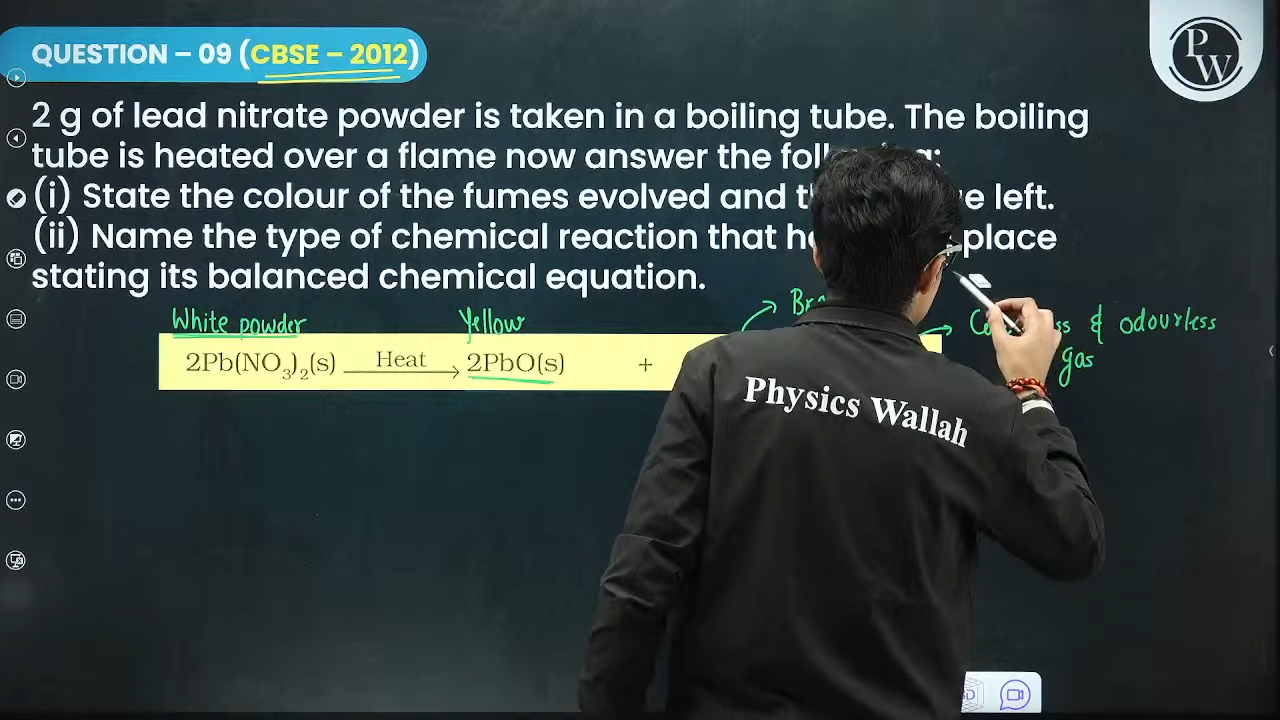 QUESTION – 09 (CBSE – 2012)
PW
2 g of lead nitrate powder is taken in a boiling tube. The boiling
tube is heated over a flame now answer the
(i) State the colour of the fumes evolved and left.
(ii) Name the type of chemical reaction that place
stating its balanced chemical equation.
White powder Yellow & odourless
gas
2Pb(NO₃)₂(s) Heat → 2PbO(s) +
Physics Wallah